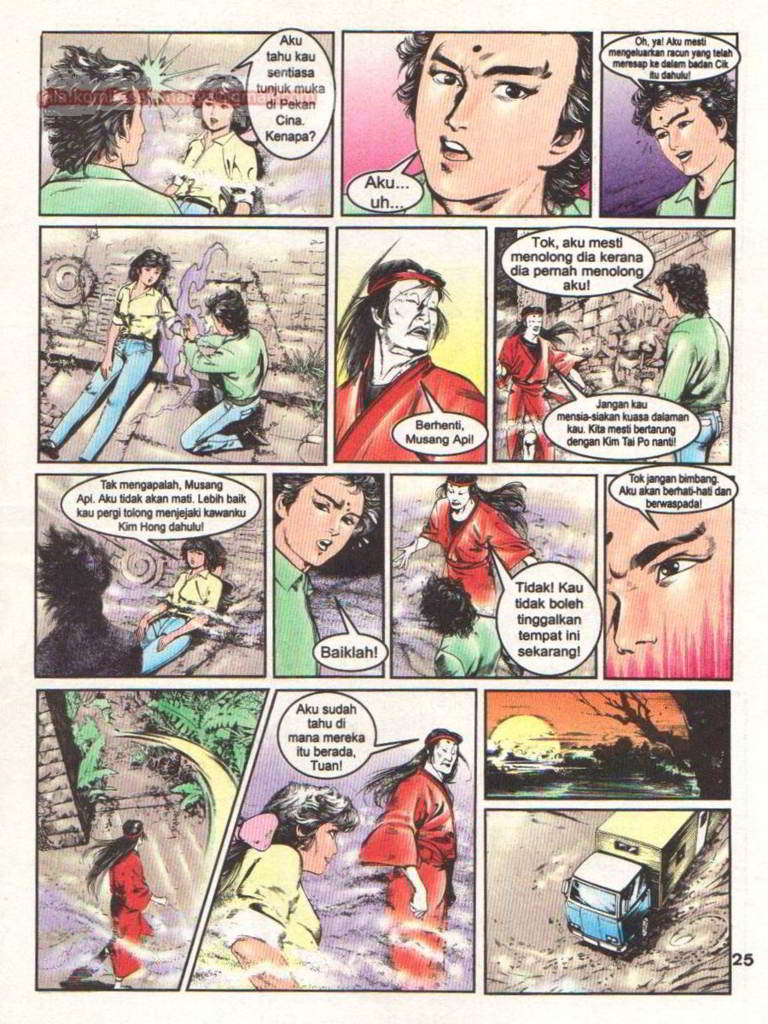 Aku
tahu kau
sentiasa
tunjuk muka
di Pekan
Cina.
Kenapa?
Aku...
uh...
Oh, ya! Aku mesti
mengeluarkan racun yang telah
meresap ke dalam badan Cik
itu dahulu!
Berhenti,
Musang Api!
Tok, aku mesti
menolong dia kerana
dia pernah menolong
aku!
Jangan kau
mensia-siakan kuasa dalaman
kau. Kita mesti bertarung
dengan Kim Tai Po nanti!
Tak mengapalah, Musang
Api. Aku tidak akan mati. Lebih baik
kau pergi tolong menjejaki kawanku
Kim Hong dahulu!
Baiklah!
Tidak! Kau
tidak boleh
tinggalkan
tempat ini
sekarang!
Tok jangan bimbang.
Aku akan berhati-hati dan
berwaspada!
Aku sudah
tahu di
mana mereka
itu berada,
Tuan!
25